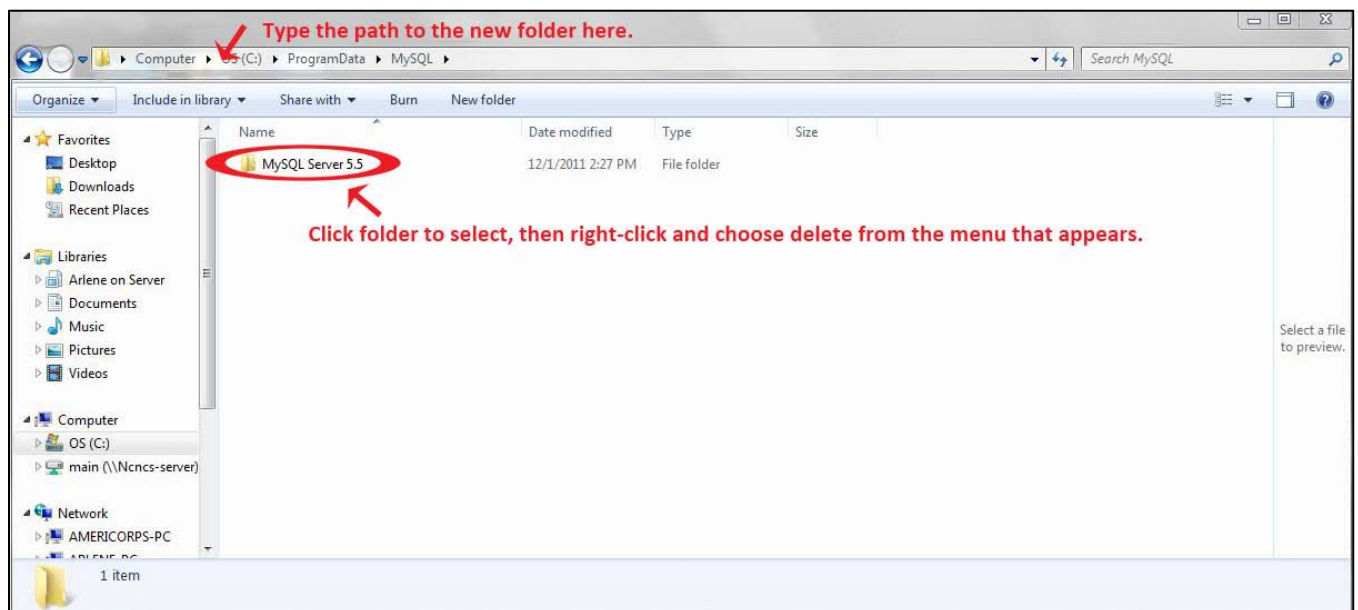 Type the path to the new folder here.
Computer OS (C:) ProgramData MySQL
Search MySQL
Organize Include in library Share with Burn New folder
Name Date modified Type Size
Favorites
MySQL Server 5.5 12/1/2011 2:27 PM File folder
Desktop
Downloads
Recent Places
Click folder to select, then right-click and choose delete from the menu that appears.
Libraries
Arlene on Server
Documents
Music
Pictures
Videos
Select a file
to preview.
Computer
OS (C:)
main (\\Ncncs-server)
Network
AMERICORPS-PC
1 item